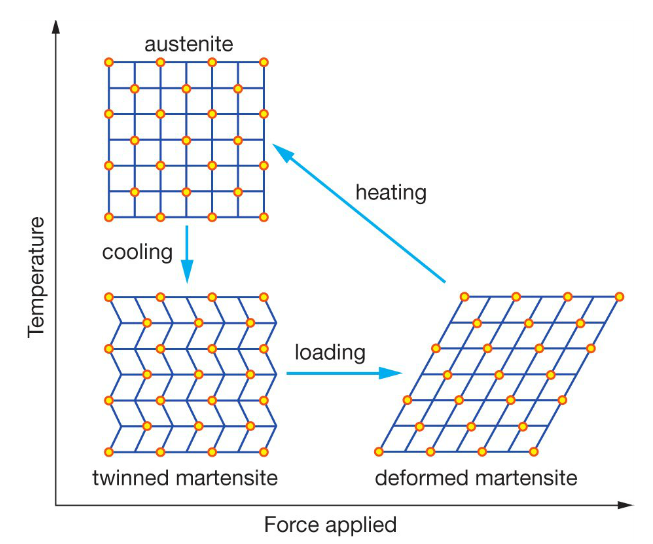 austenite
heating
cooling
Temperature
loading
twinned martensite
deformed martensite
Force applied